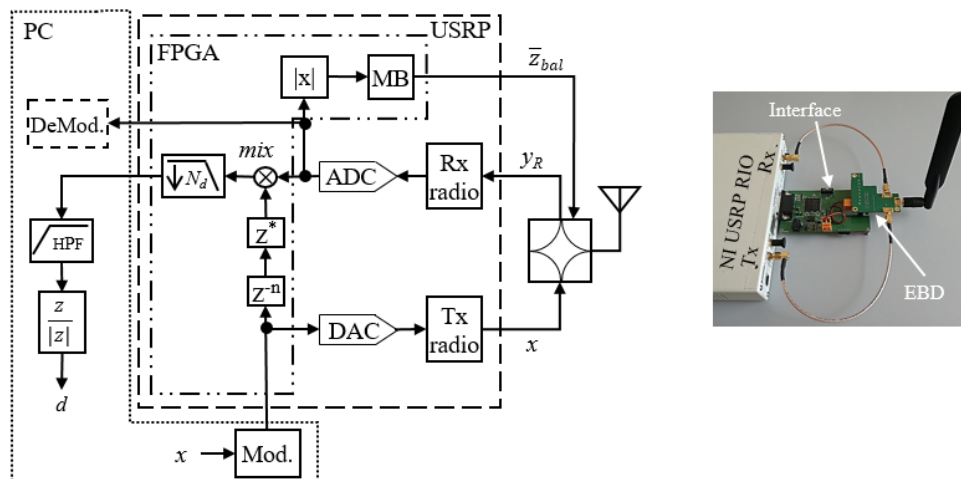 PC
USRP
FPGA
|x|
MB
z̅bal
DeMod.
mix
↓Nd
ADC
Rx
radio
yR
HPF
Z*
Z-n
z
|z|
DAC
Tx
radio
x
d
x
Mod.
Interface
NI USRP RIO
Rx
Tx
EBD